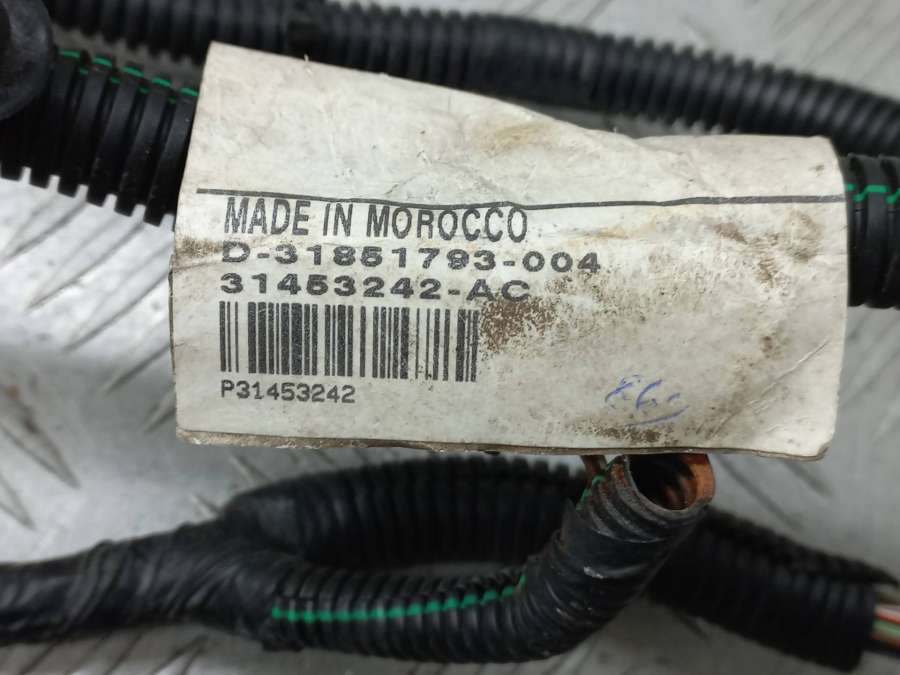 MADE IN MOROCCO
D-31851793-004
31453242-AC
P31453242